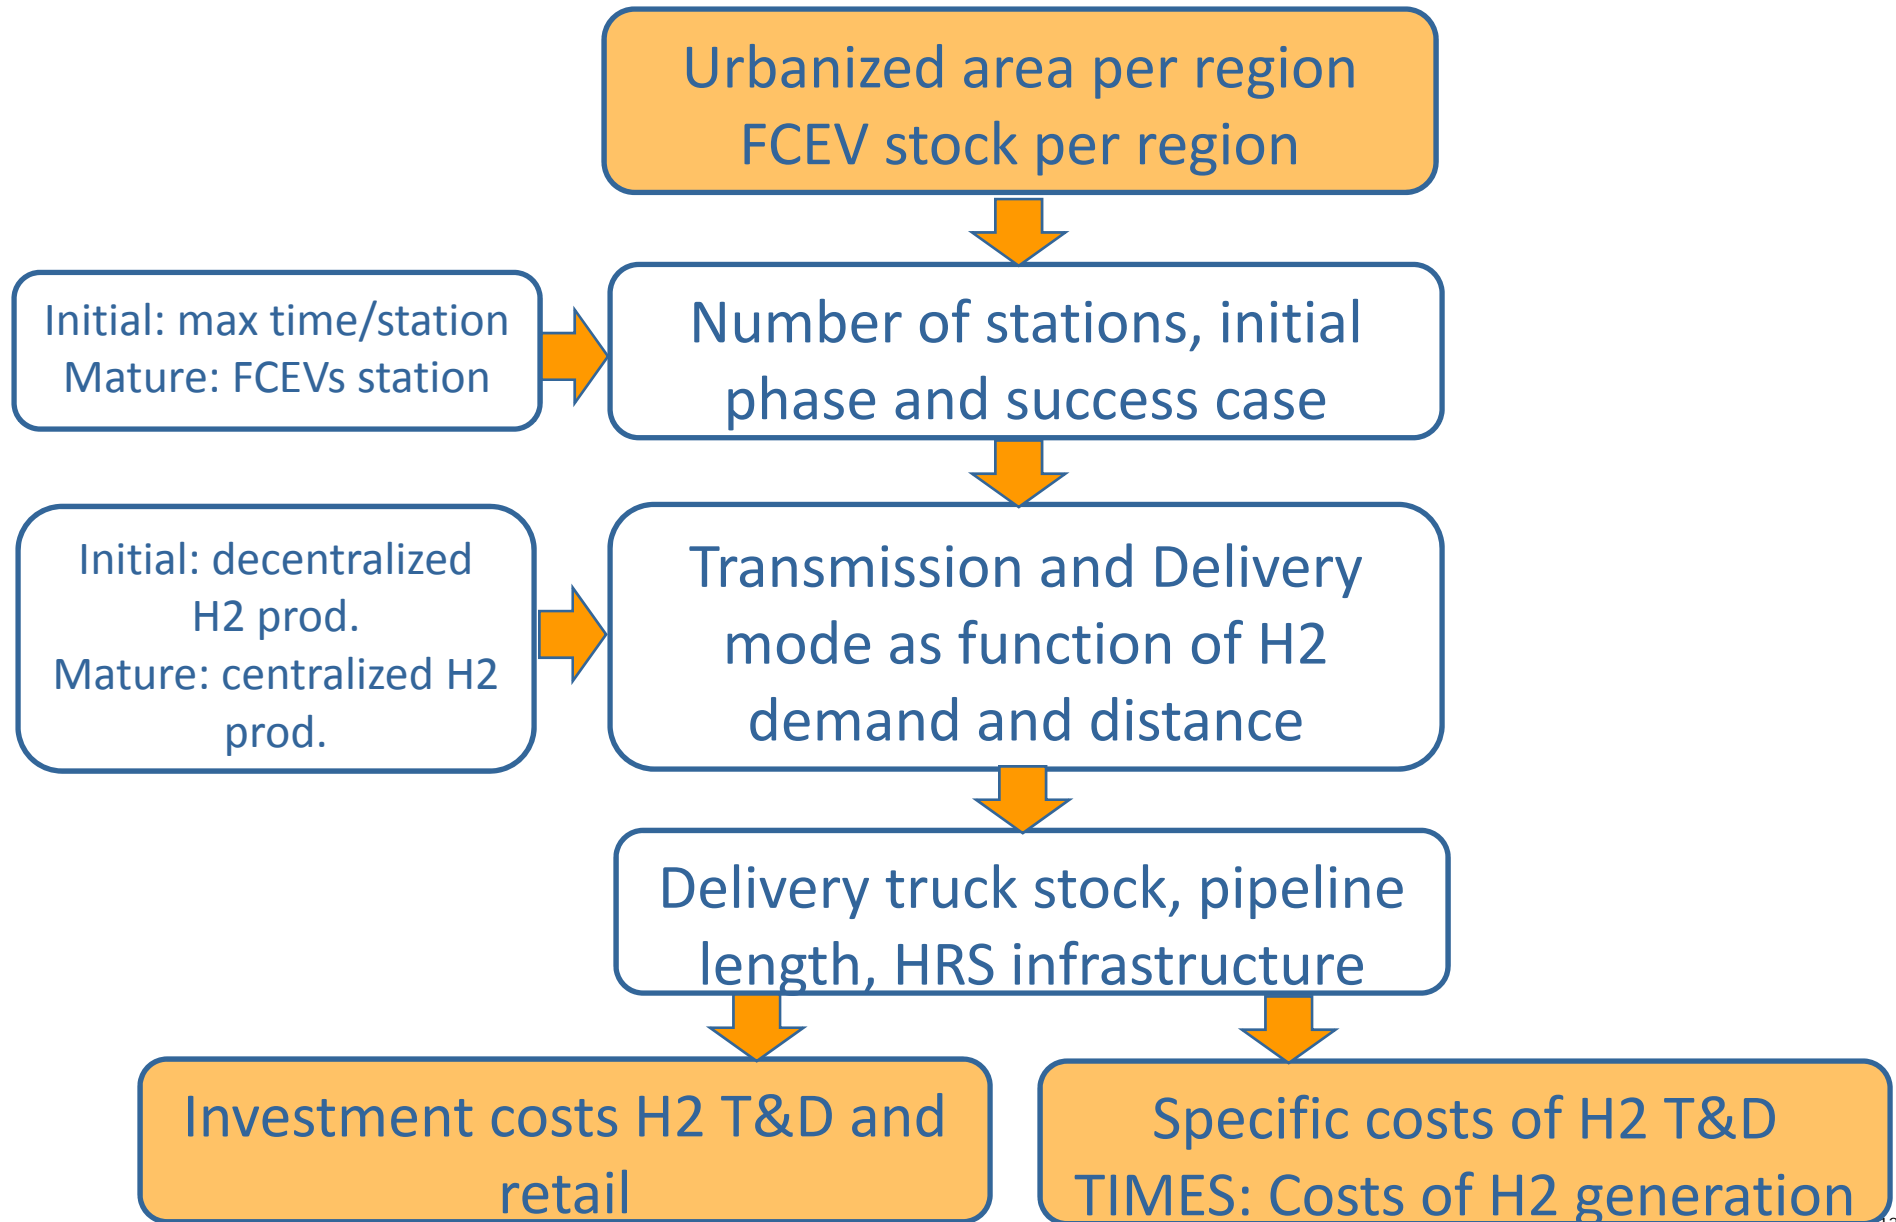 Urbanized area per region
FCEV stock per region
Initial: max time/station
Mature: FCEVs station
Number of stations, initial
phase and success case
Initial: decentralized
H2 prod.
Mature: centralized H2
prod.
Transmission and Delivery
mode as function of H2
demand and distance
Delivery truck stock, pipeline
length, HRS infrastructure
Investment costs H2 T&D and
retail
Specific costs of H2 T&D
TIMES: Costs of H2 generation